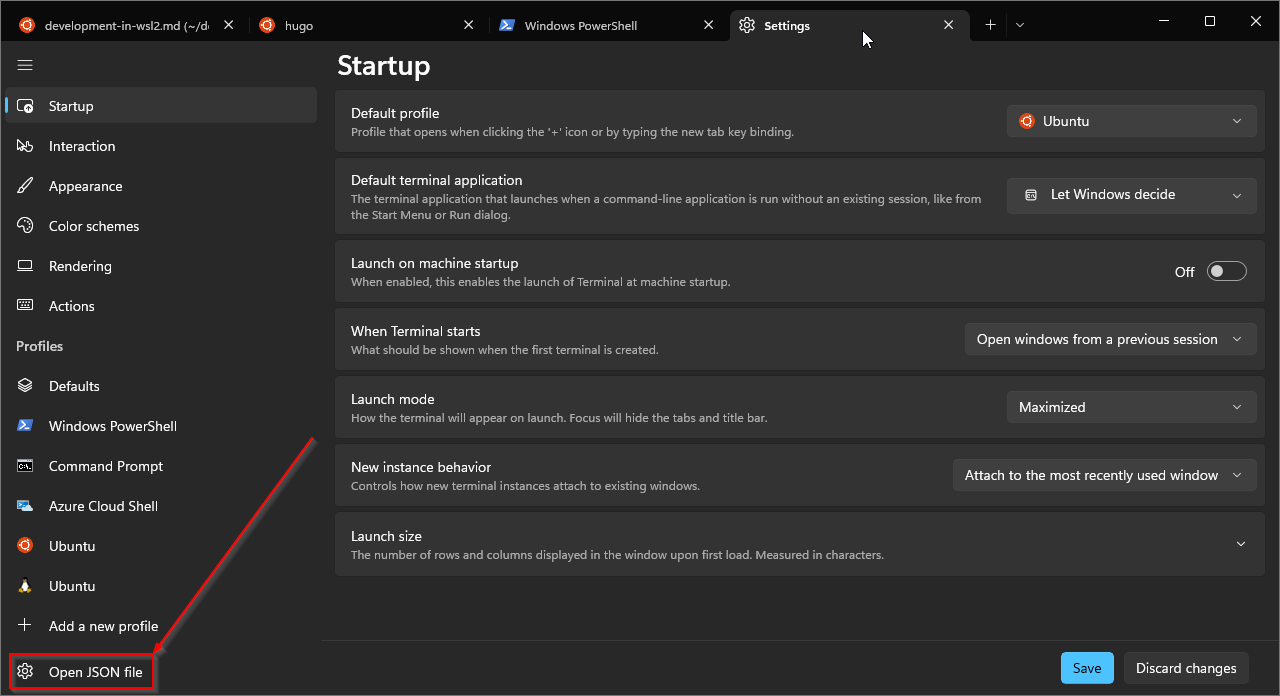 development-in-wsl2.md (~/d
hugo
Windows PowerShell
Settings
Startup
Interaction
Appearance
Color schemes
Rendering
Actions
Profiles
Defaults
Windows PowerShell
Command Prompt
Azure Cloud Shell
Ubuntu
Ubuntu
Add a new profile
Open JSON file
Startup
Default profile
Profile that opens when clicking the '+' icon or by typing the new tab key binding.
Ubuntu
Default terminal application
The terminal application that launches when a command-line application is run without an existing session, like from
the Start Menu or Run dialog.
Let Windows decide
Launch on machine startup
When enabled, this enables the launch of Terminal at machine startup.
Off
When Terminal starts
What should be shown when the first terminal is created.
Open windows from a previous session
Launch mode
How the terminal will appear on launch. Focus will hide the tabs and title bar.
Maximized
New instance behavior
Controls how new terminal instances attach to existing windows.
Attach to the most recently used window
Launch size
The number of rows and columns displayed in the window upon first load. Measured in characters.
Save
Discard changes